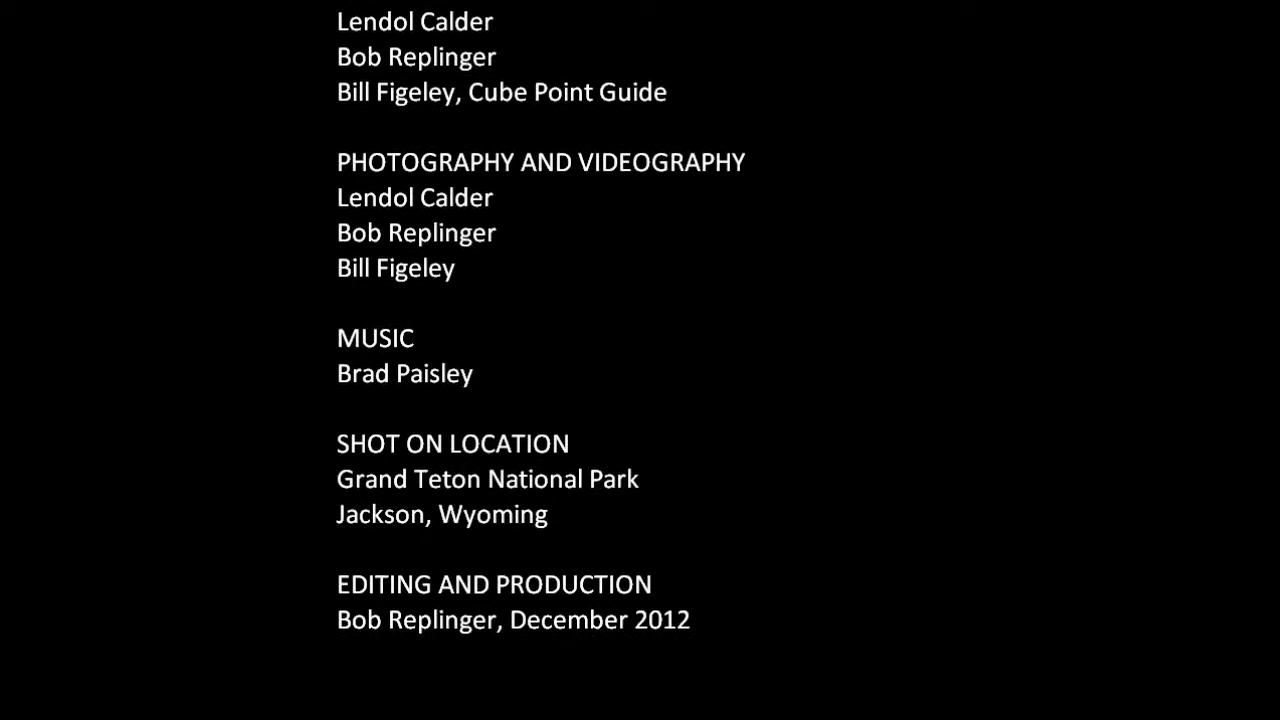 Lendol Calder
Bob Replinger
Bill Figeley, Cube Point Guide
PHOTOGRAPHY AND VIDEOGRAPHY
Lendol Calder
Bob Replinger
Bill Figeley
MUSIC
Brad Paisley
SHOT ON LOCATION
Grand Teton National Park
Jackson, Wyoming
EDITING AND PRODUCTION
Bob Replinger, December 2012